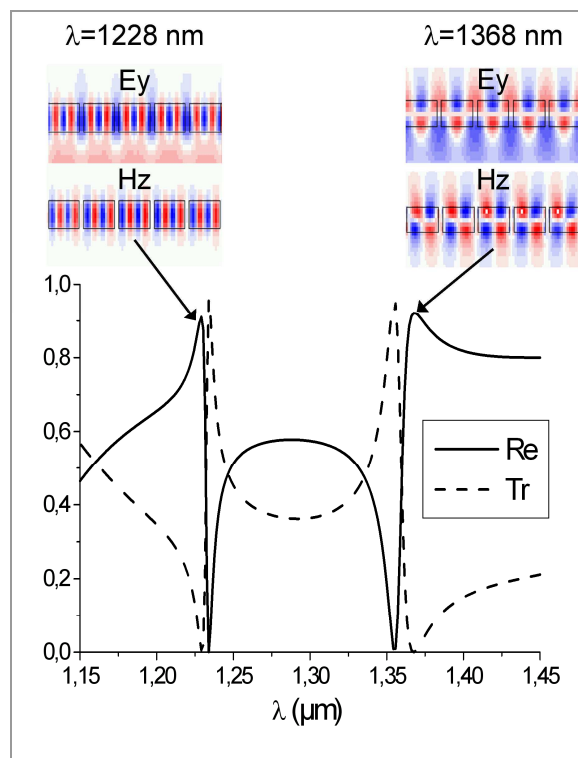 λ=1228 nm
λ=1368 nm
Ey
Ey
Hz
Hz
1,0
0,8
0,6
0,4
0,2
0,0
Re
Tr
1,15 1,20 1,25 1,30 1,35 1,40 1,45
λ (µm)